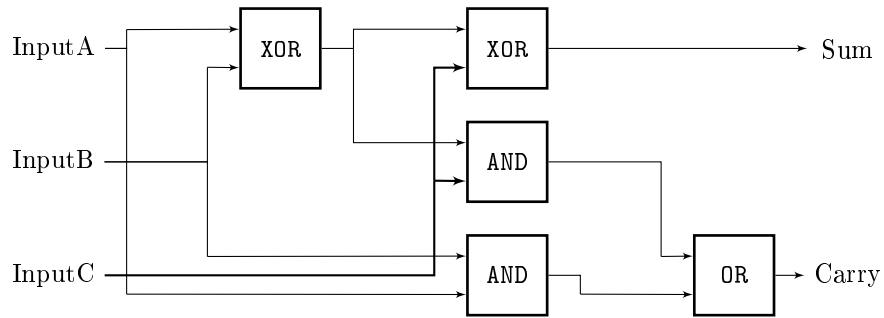 InputA
XOR
XOR
Sum
InputB
AND
InputC
AND
OR
Carry